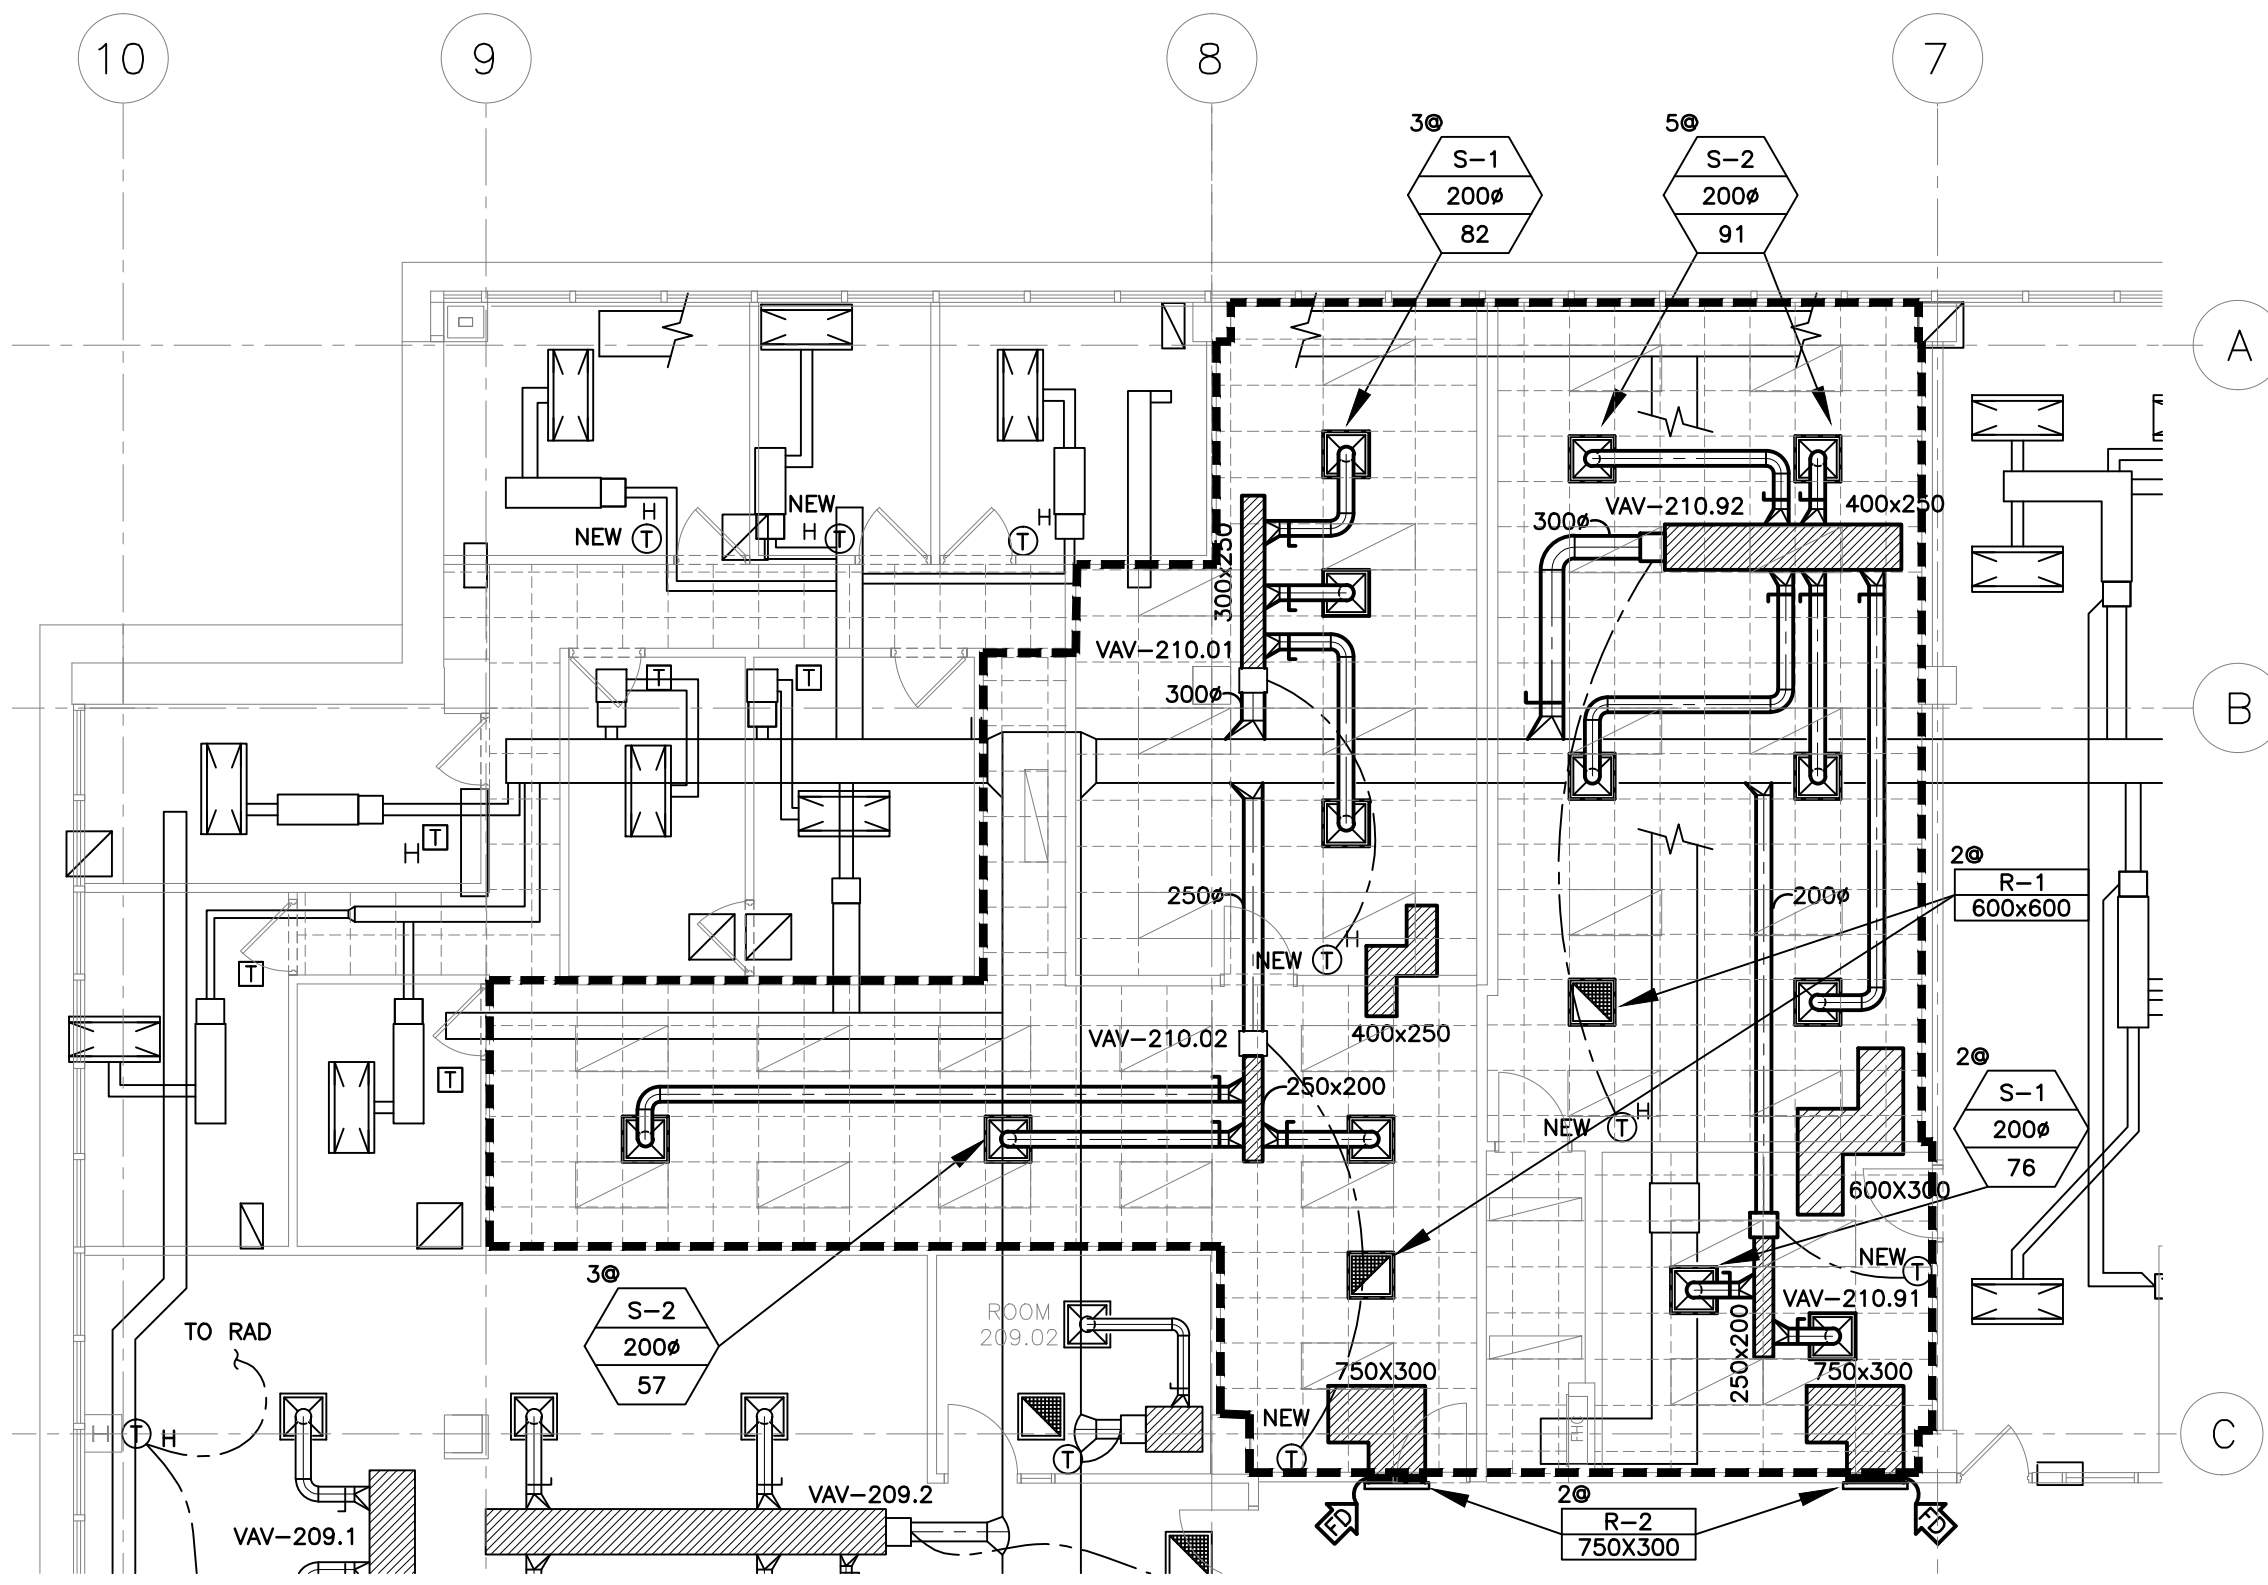 10
9
8
7
3@
S-1
200ø
82
5@
S-2
200ø
91
A
VAV-210.92
400x250
H
NEW
T
NEW
H
T
H
T
300ø
300x250
VAV-210.01
T
T
300ø
B
H
T
2@
R-1
600x600
250ø
200ø
H
NEW
T
T
400x250
VAV-210.02
2@
S-1
200ø
76
T
250x200
H
NEW
T
600X300
NEW
T
3@
S-2
200ø
57
ROOM
209.02
VAV-210.91
250x200
TO RAD
750X300
750x300
NEW
T
H
T
H
T
FHC
C
VAV-209.2
VAV-209.1
FD
2@
R-2
750X300
FD